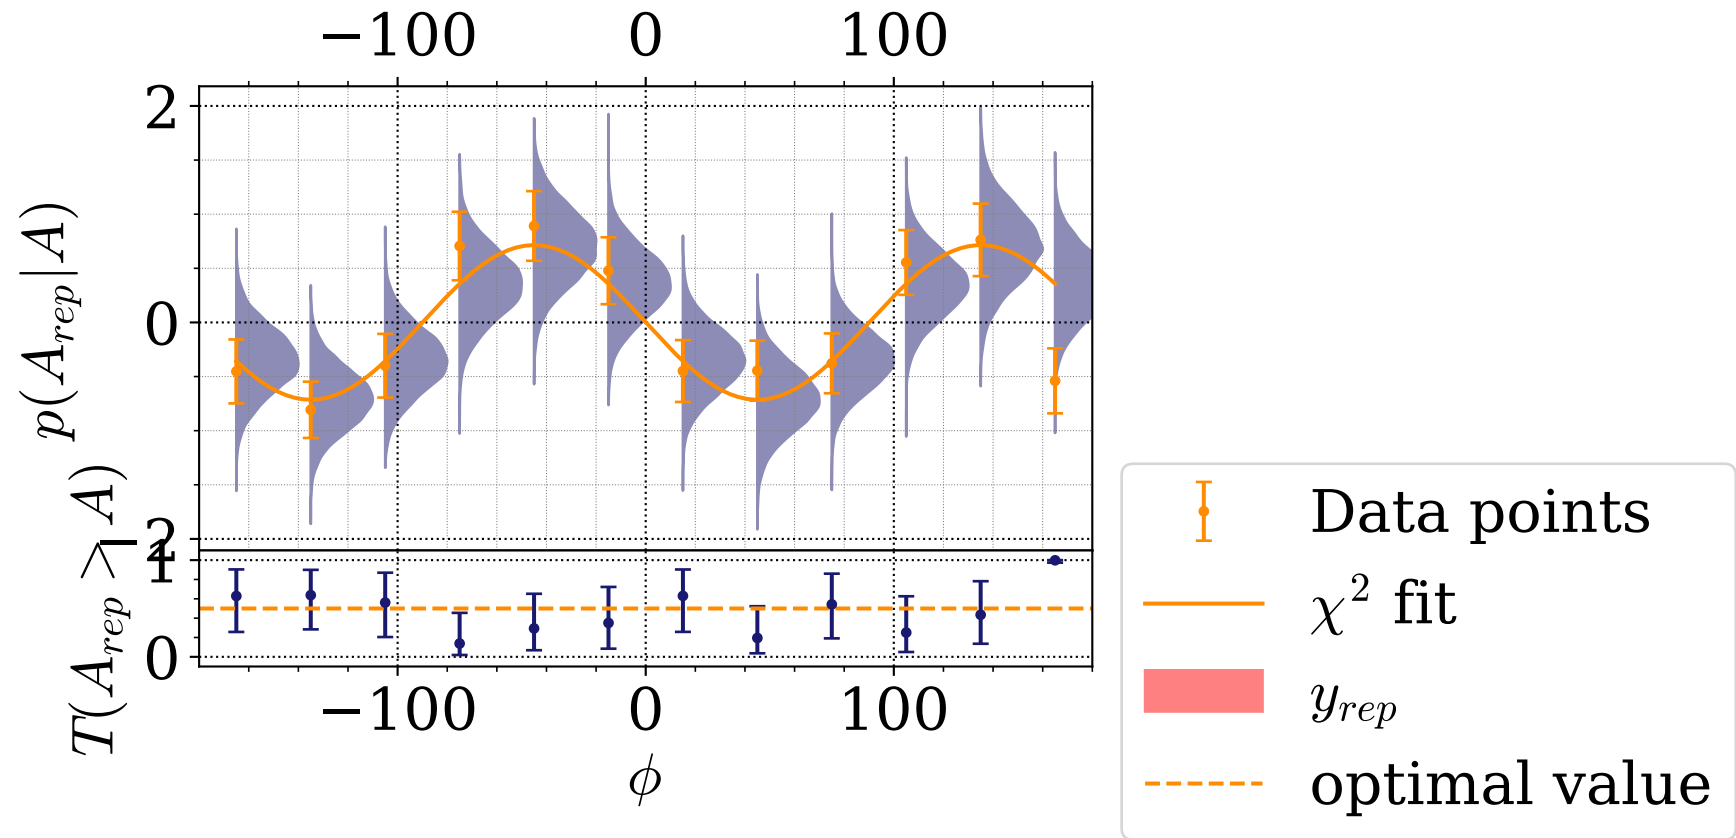 −100 0 100
2
0
−2
p(A_{rep}|A)
1
0
T(A_{rep} > A)
−100 0 100
ϕ
Data points
χ² fit
y_{rep}
optimal value